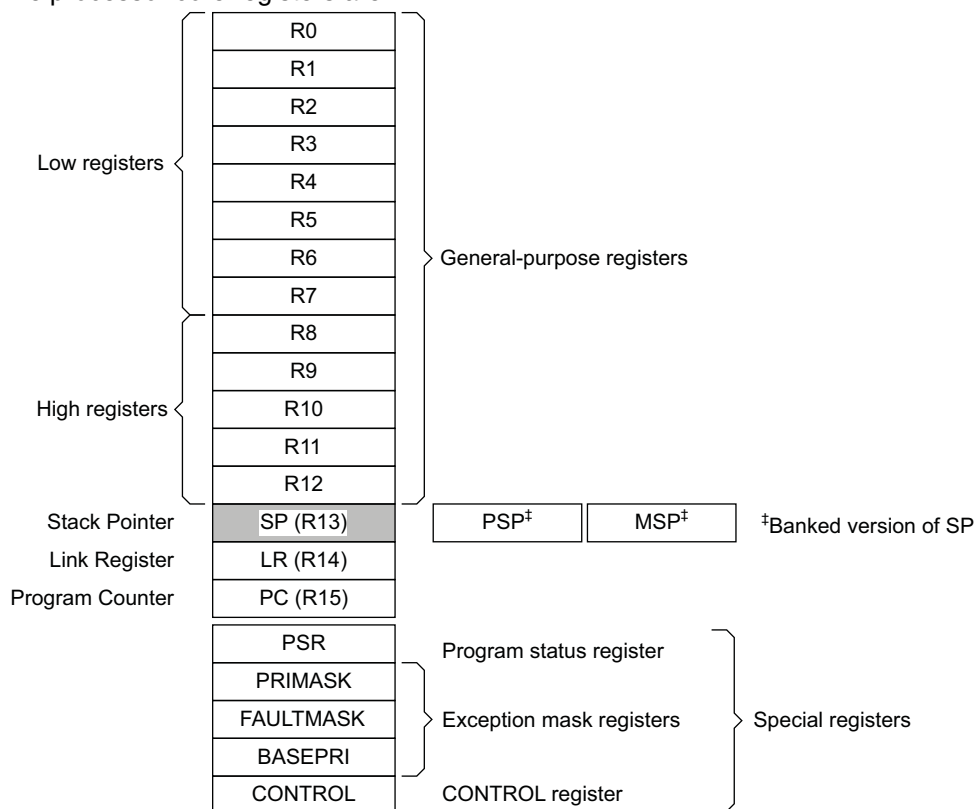 R0
R1
R2
R3
Low registers
R4
R5
R6
General-purpose registers
R7
R8
R9
High registers
R10
R11
R12
Stack Pointer
SP (R13)
PSP‡
MSP‡
‡Banked version of SP
Link Register
LR (R14)
Program Counter
PC (R15)
PSR
Program status register
PRIMASK
FAULTMASK
Exception mask registers
Special registers
BASEPRI
CONTROL
CONTROL register